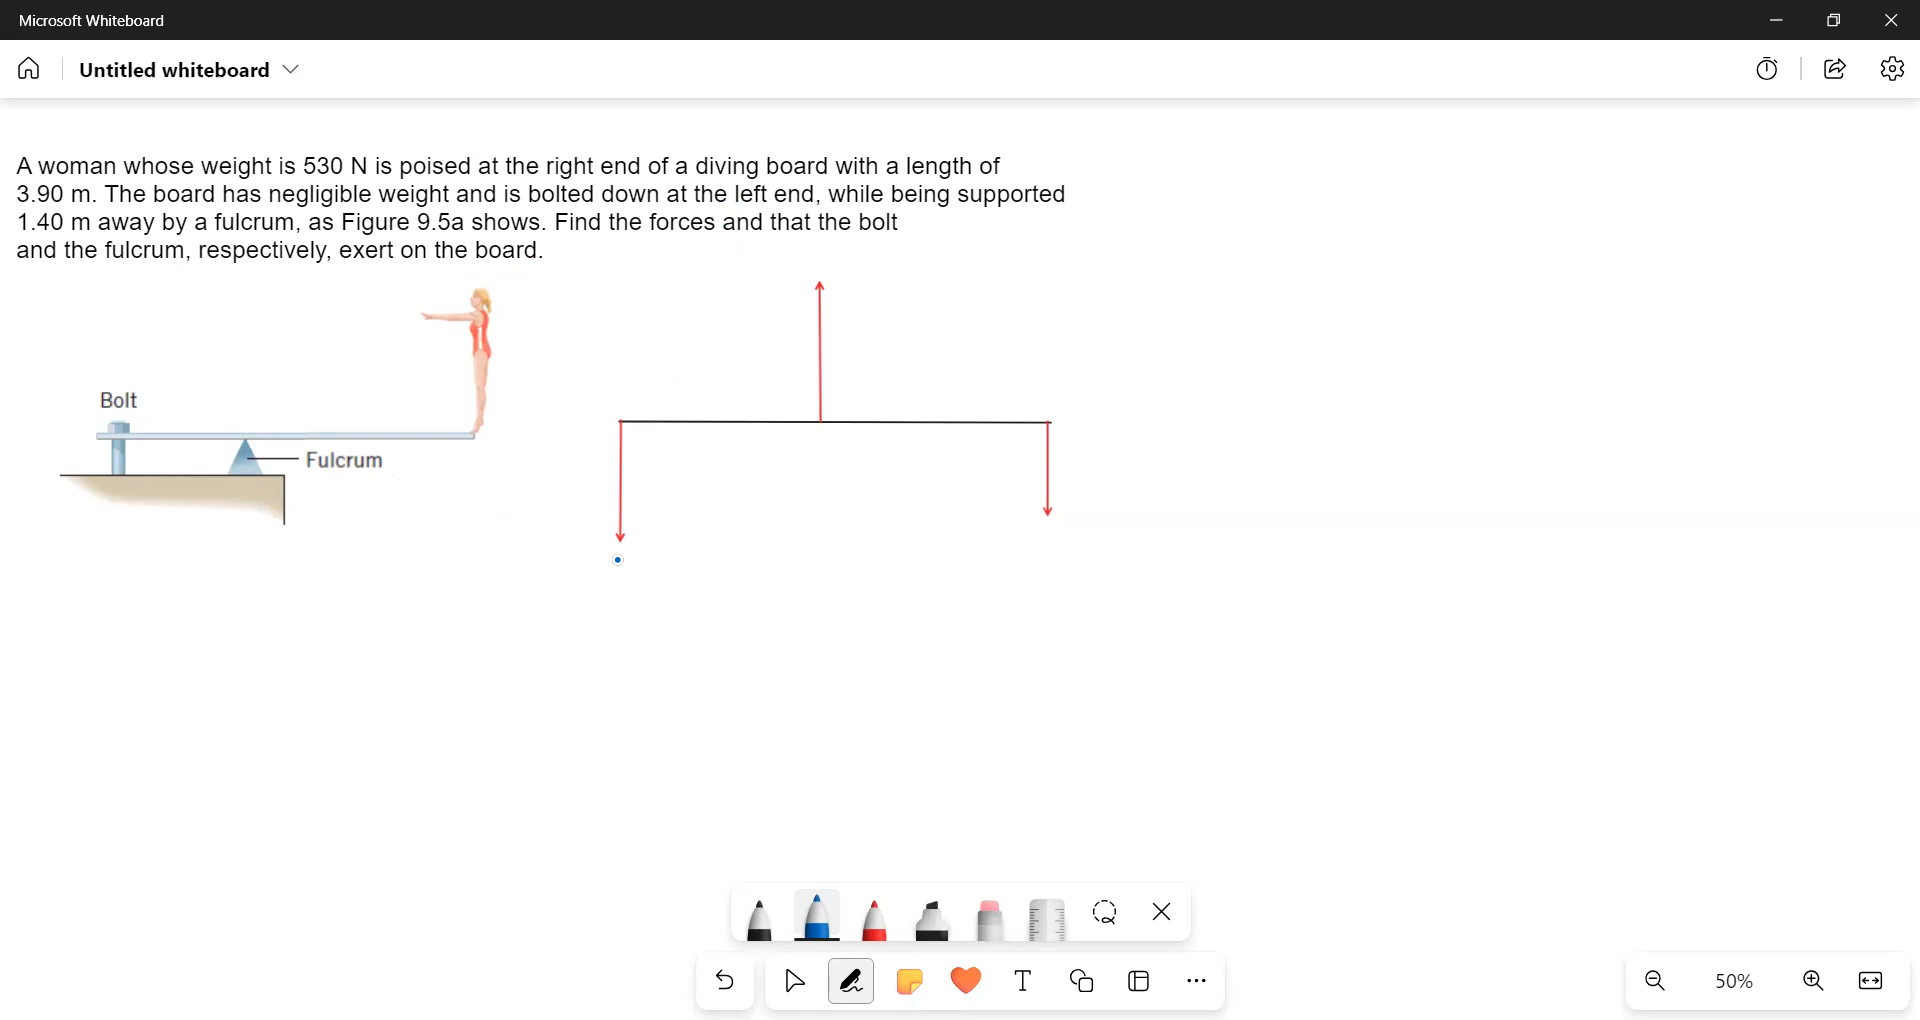 Microsoft Whiteboard
Untitled whiteboard
A woman whose weight is 530 N is poised at the right end of a diving board with a length of
3.90 m. The board has negligible weight and is bolted down at the left end, while being supported
1.40 m away by a fulcrum, as Figure 9.5a shows. Find the forces and that the bolt
and the fulcrum, respectively, exert on the board.
Bolt
Fulcrum
50%